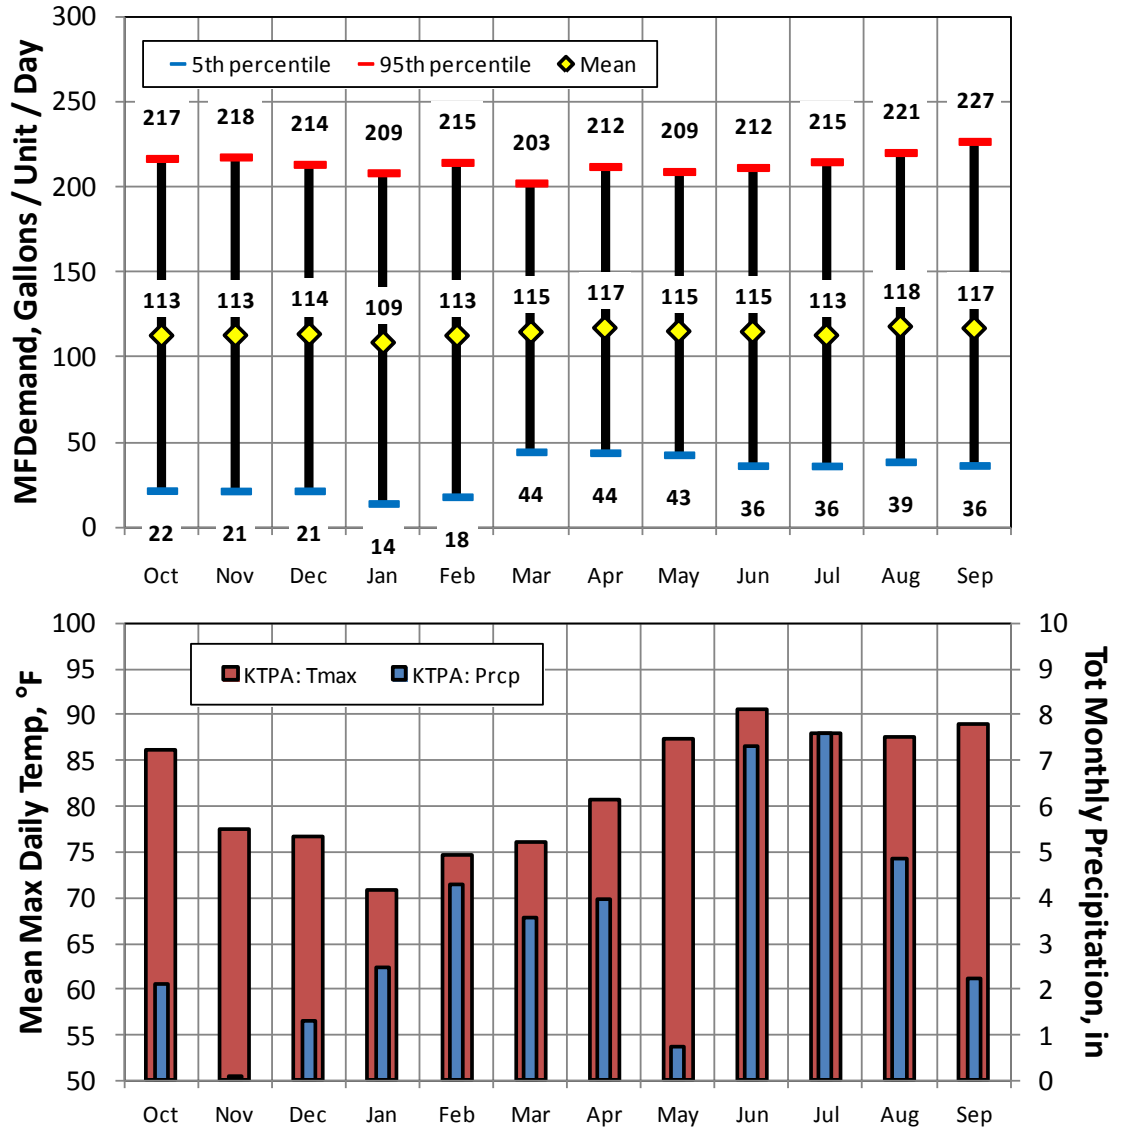 MFDemand, Gallons / Unit / Day
300
250
200
150
100
50
0
5th percentile 95th percentile Mean
217 218 214 209 215 203 212 209 212 215 221 227
113 113 114 109 113 115 117 115 115 113 118 117
22 21 21 14 18 44 44 43 36 36 39 36
Oct Nov Dec Jan Feb Mar Apr May Jun Jul Aug Sep
Mean Max Daily Temp, °F
100
95
90
85
80
75
70
65
60
55
50
KTPA: Tmax KTPA: Prcp
10
9
8
7
6
5
4
3
2
1
0
Tot Monthly Precipitation, in
Oct Nov Dec Jan Feb Mar Apr May Jun Jul Aug Sep